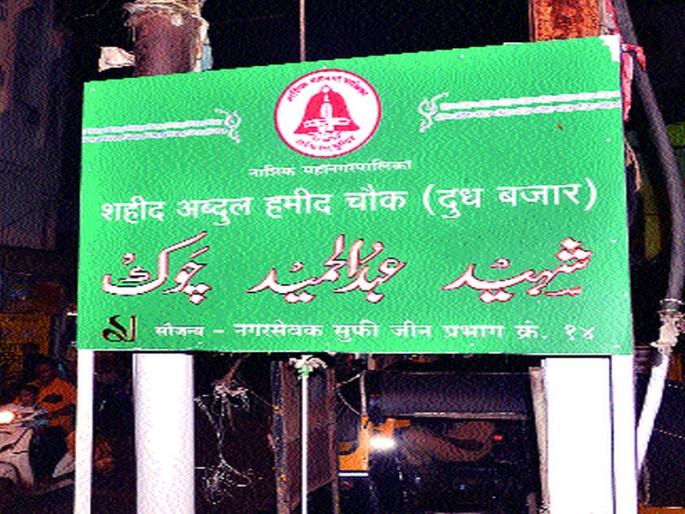 नाशिक महानगरपालिका
शहीद अब्दुल हमीद चौक (दुध बजार)
شہید عبدالحمید چوک
सौजन्य – नगरसेवक सुफी जीन प्रभाग क्रं. १४